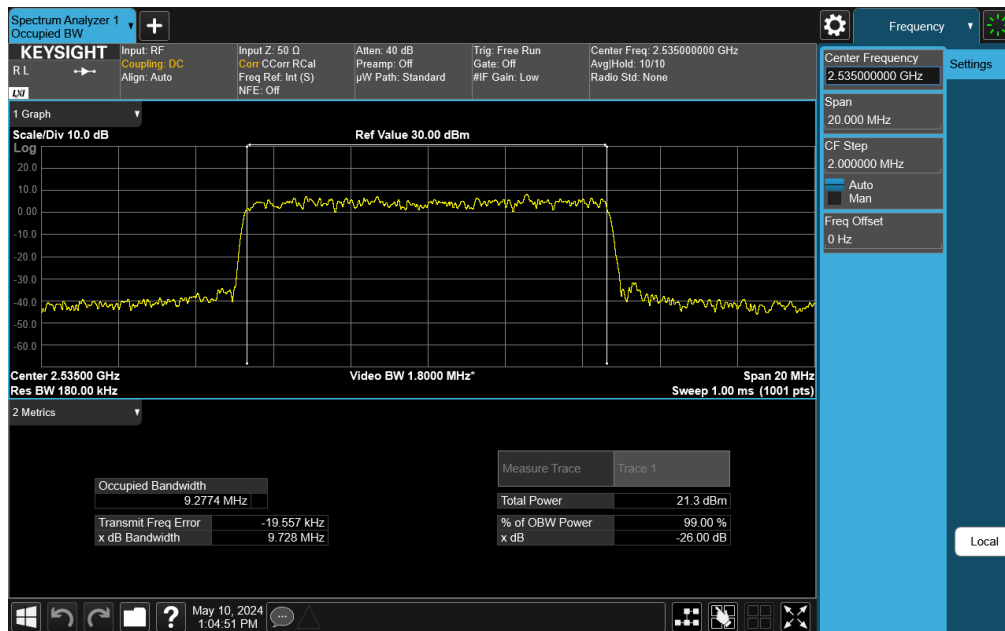 Spectrum Analyzer 1
Occupied BW
+
Frequency
KEYSIGHT
R L
LXI
Input: RF
Coupling: DC
Align: Auto
Input Z: 50 Ω
Corr CCorr RCal
Freq Ref: Int (S)
NFE: Off
Atten: 40 dB
Preamp: Off
µW Path: Standard
Trig: Free Run
Gate: Off
#IF Gain: Low
Center Freq: 2.535000000 GHz
Avg|Hold: 10/10
Radio Std: None
Center Frequency
2.535000000 GHz
Settings
Span
20.000 MHz
CF Step
2.000000 MHz
Auto
Man
Freq Offset
0 Hz
Local
1 Graph
Scale/Div 10.0 dB
Ref Value 30.00 dBm
Log
20.0
10.0
0.00
-10.0
-20.0
-30.0
-40.0
-50.0
-60.0
Center 2.53500 GHz
Video BW 1.8000 MHz*
Span 20 MHz
Res BW 180.00 kHz
Sweep 1.00 ms (1001 pts)
2 Metrics
Measure Trace
Trace 1
Occupied Bandwidth
9.2774 MHz
Total Power
21.3 dBm
Transmit Freq Error
-19.557 kHz
% of OBW Power
99.00 %
x dB Bandwidth
9.728 MHz
x dB
-26.00 dB
?
May 10, 2024
1:04:51 PM